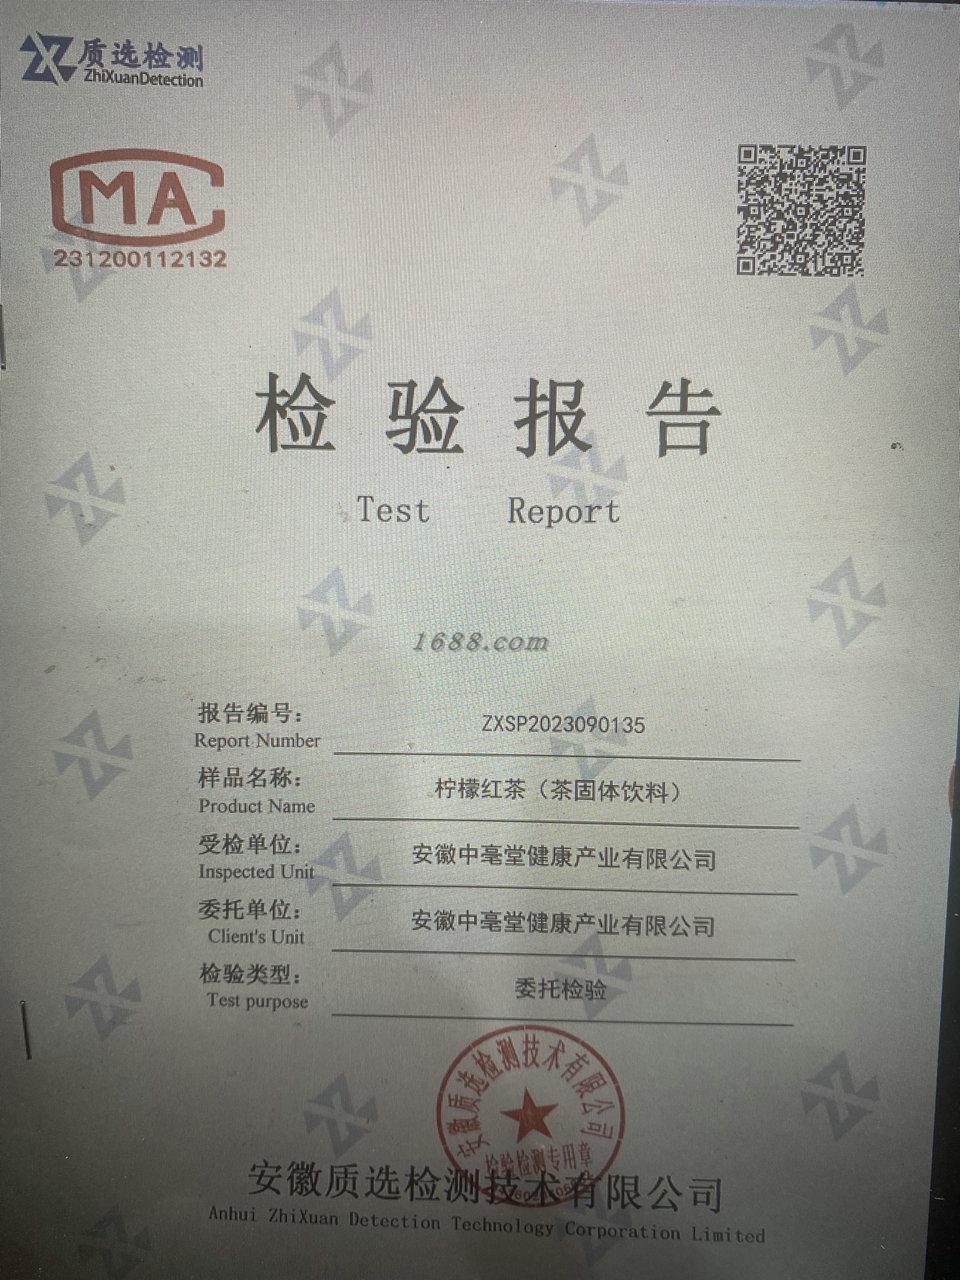 质选检测
ZhiXuanDetection
MA
231200112132
检验报告
Test Report
1688.com
报告编号：
ZXSP2023090135
Report Number
样品名称：
柠檬红茶（茶固体饮料）
Product Name
受检单位：
安徽中亳堂健康产业有限公司
Inspected Unit
委托单位：
安徽中亳堂健康产业有限公司
Client's Unit
检验类型：
委托检验
Test purpose
安徽质选检测技术有限公司
检验检测专用章
安徽质选检测技术有限公司
Anhui ZhiXuan Detection Technology Corporation Limited